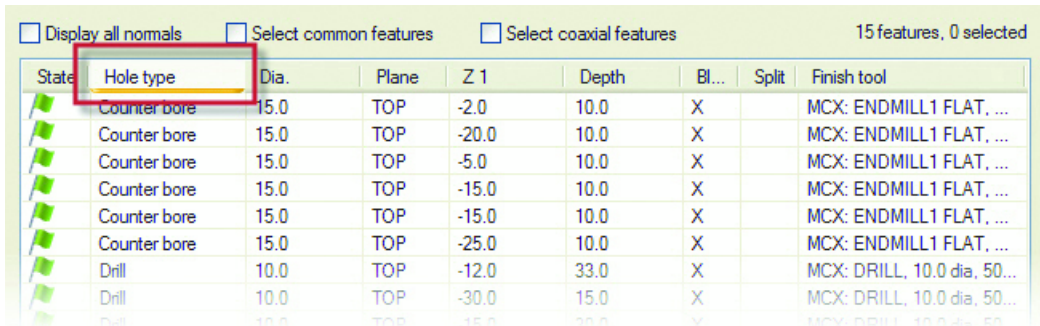 Display all normals Select common features Select coaxial features 15 features, 0 selected
State Hole type Dia. Plane Z 1 Depth Bl... Split Finish tool
Counter bore 15.0 TOP -2.0 10.0 X MCX: ENDMILL1 FLAT, ...
Counter bore 15.0 TOP -20.0 10.0 X MCX: ENDMILL1 FLAT, ...
Counter bore 15.0 TOP -5.0 10.0 X MCX: ENDMILL1 FLAT, ...
Counter bore 15.0 TOP -15.0 10.0 X MCX: ENDMILL1 FLAT, ...
Counter bore 15.0 TOP -15.0 10.0 X MCX: ENDMILL1 FLAT, ...
Counter bore 15.0 TOP -25.0 10.0 X MCX: ENDMILL1 FLAT, ...
Drill 10.0 TOP -12.0 33.0 X MCX: DRILL, 10.0 dia, 50...
Drill 10.0 TOP -30.0 15.0 X MCX: DRILL, 10.0 dia, 50...
Drill 10.0 TOP